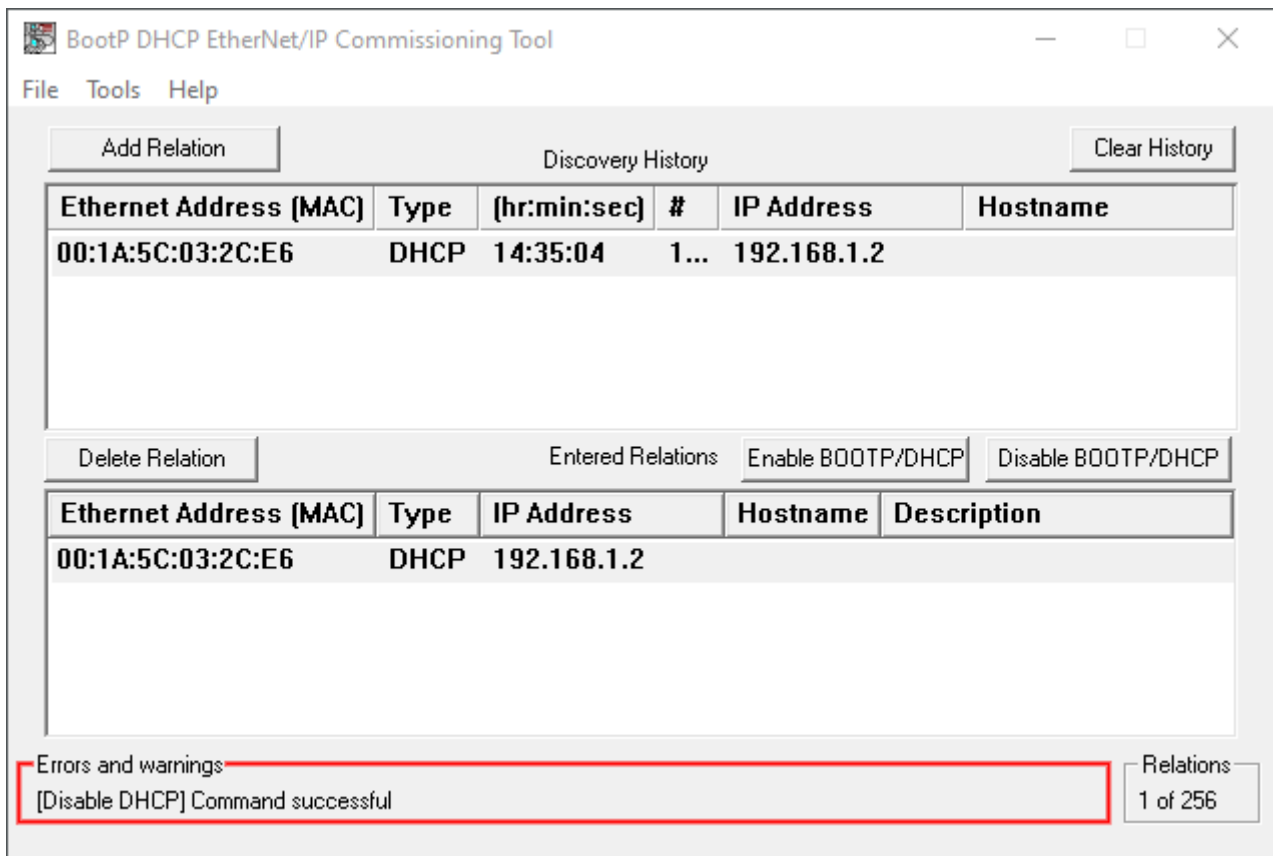 BootP DHCP EtherNet/IP Commissioning Tool
File Tools Help
Add Relation Discovery History Clear History
Ethernet Address (MAC) Type (hr:min:sec) # IP Address Hostname
00:1A:5C:03:2C:E6 DHCP 14:35:04 1... 192.168.1.2
Delete Relation Entered Relations Enable BOOTP/DHCP Disable BOOTP/DHCP
Ethernet Address (MAC) Type IP Address Hostname Description
00:1A:5C:03:2C:E6 DHCP 192.168.1.2
Errors and warnings Relations
[Disable DHCP] Command successful 1 of 256